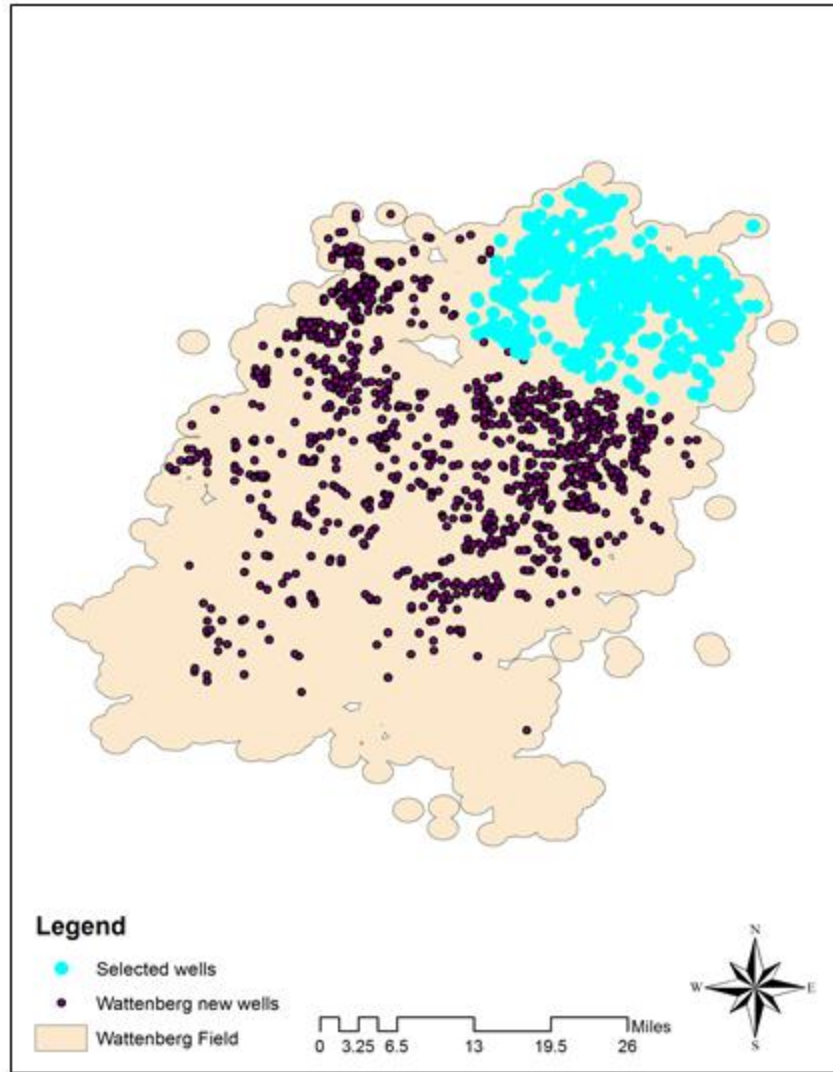 Legend
Selected wells
Wattenberg new wells
Wattenberg Field
N
W E
S
Miles
0 3.25 6.5 13 19.5 26